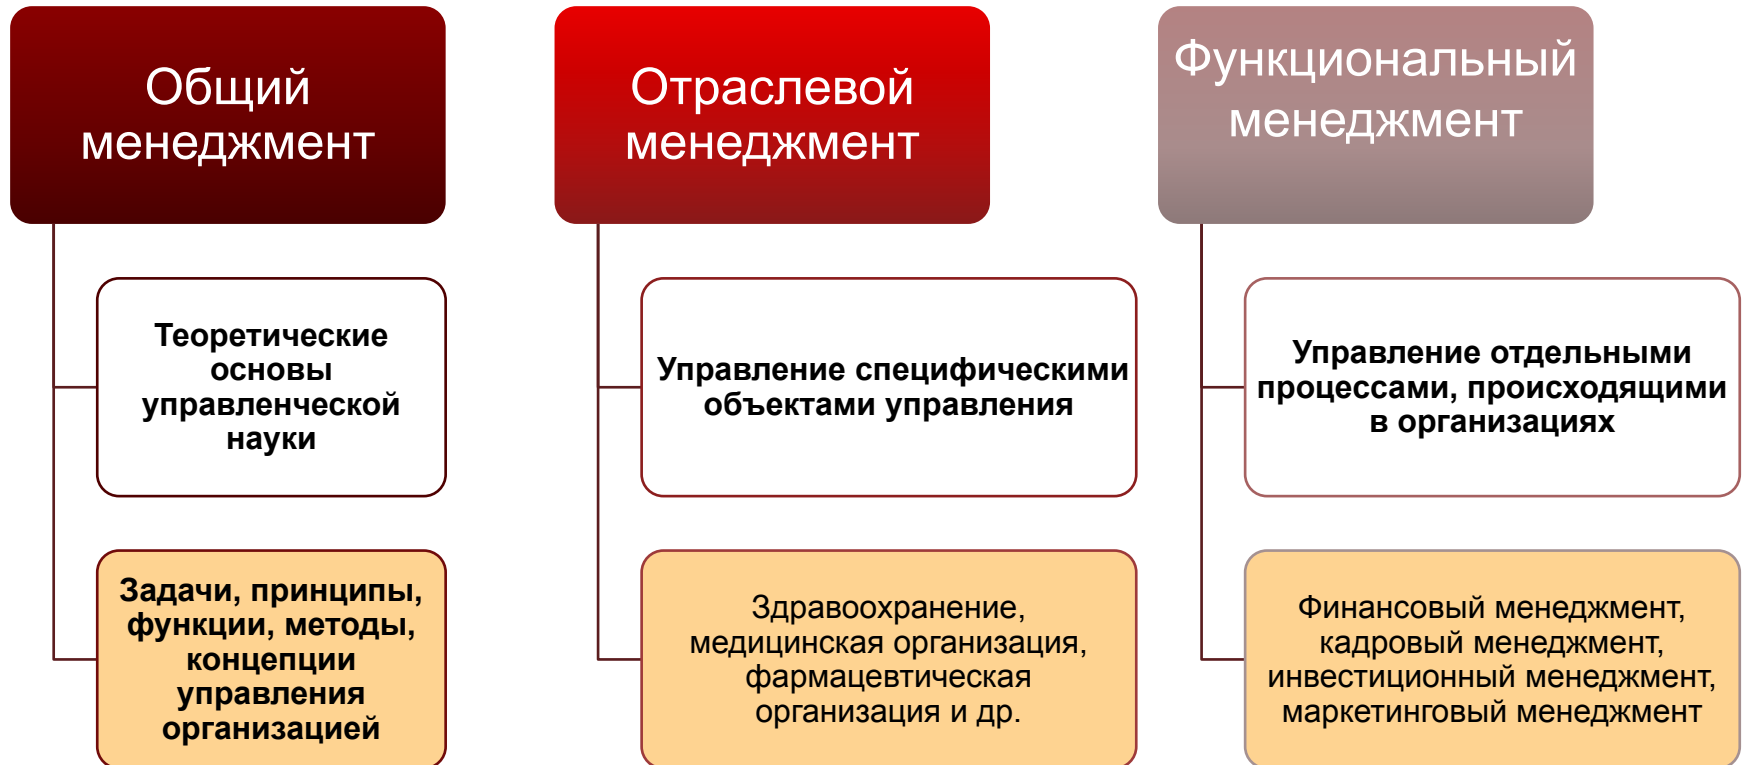 Общий
менеджмент
Теоретические
основы
управленческой
науки
Задачи, принципы,
функции, методы,
концепции
управления
организацией
Отраслевой
менеджмент
Управление специфическими
объектами управления
Здравоохранение,
медицинская организация,
фармацевтическая
организация и др.
Функциональный
менеджмент
Управление отдельными
процессами, происходящими
в организациях
Финансовый менеджмент,
кадровый менеджмент,
инвестиционный менеджмент,
маркетинговый менеджмент